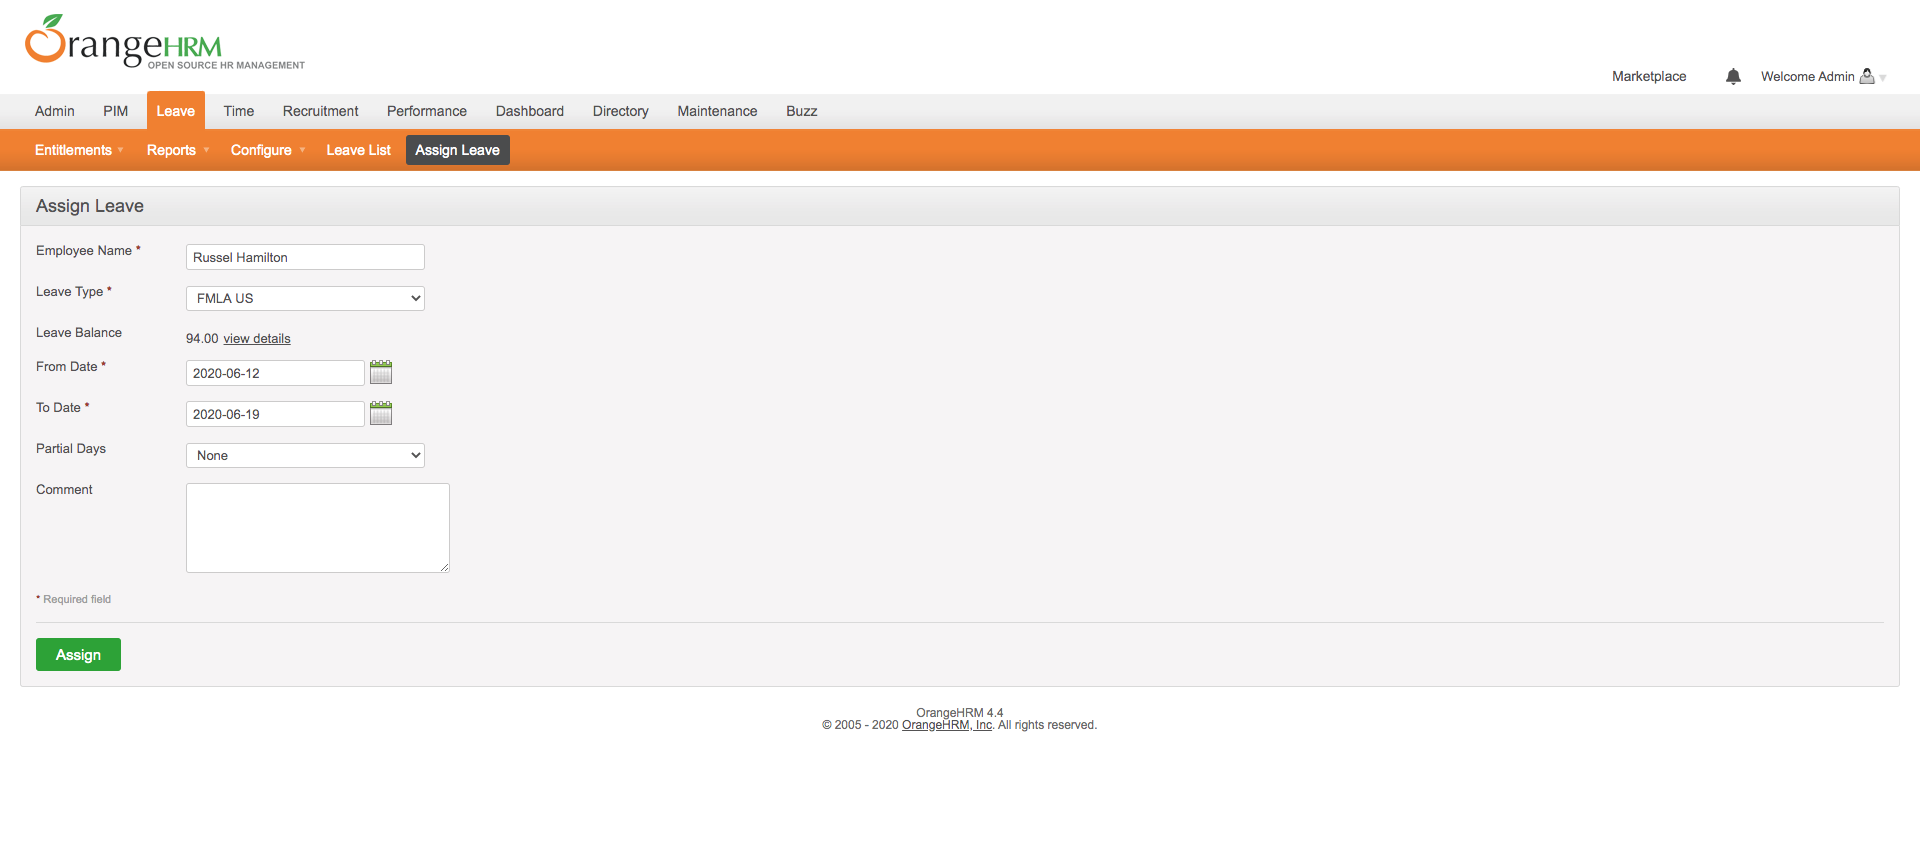 OrangeHRM
OPEN SOURCE HR MANAGEMENT
Marketplace Welcome Admin
Admin PIM Leave Time Recruitment Performance Dashboard Directory Maintenance Buzz
Entitlements Reports Configure Leave List Assign Leave
Assign Leave
Employee Name * Russel Hamilton
Leave Type * FMLA US
Leave Balance 94.00 view details
From Date * 2020-06-12
To Date * 2020-06-19
Partial Days None
Comment
* Required field
Assign
OrangeHRM 4.4
© 2005 - 2020 OrangeHRM, Inc. All rights reserved.